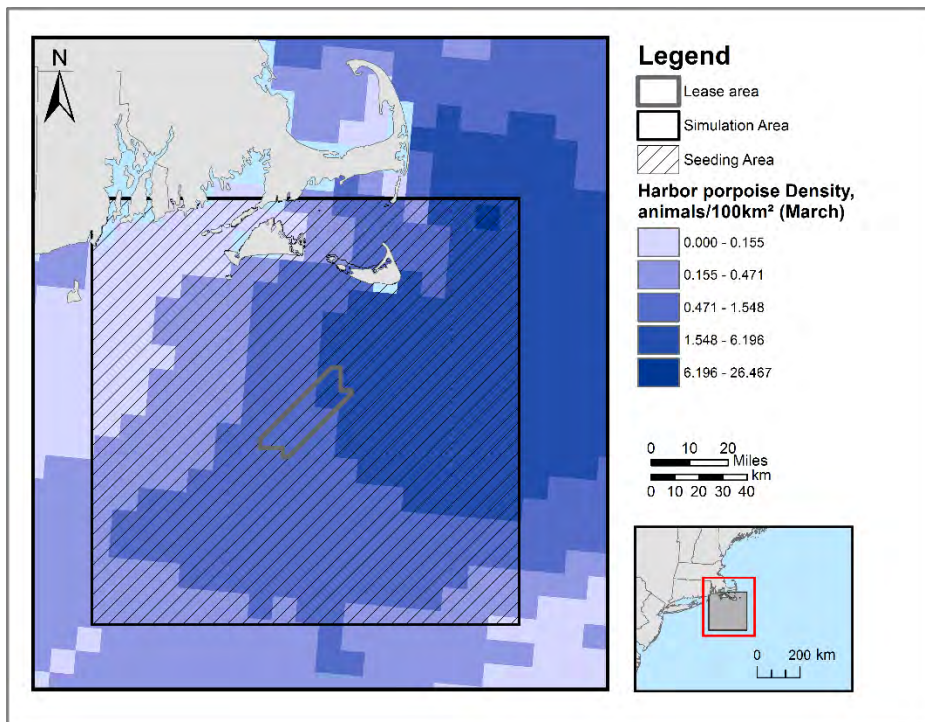 N
Legend
Lease area
Simulation Area
Seeding Area
Harbor porpoise Density,
animals/100km² (March)
0.000 - 0.155
0.155 - 0.471
0.471 - 1.548
1.548 - 6.196
6.196 - 26.467
0 10 20
Miles
km
0 10 20 30 40
0 200 km